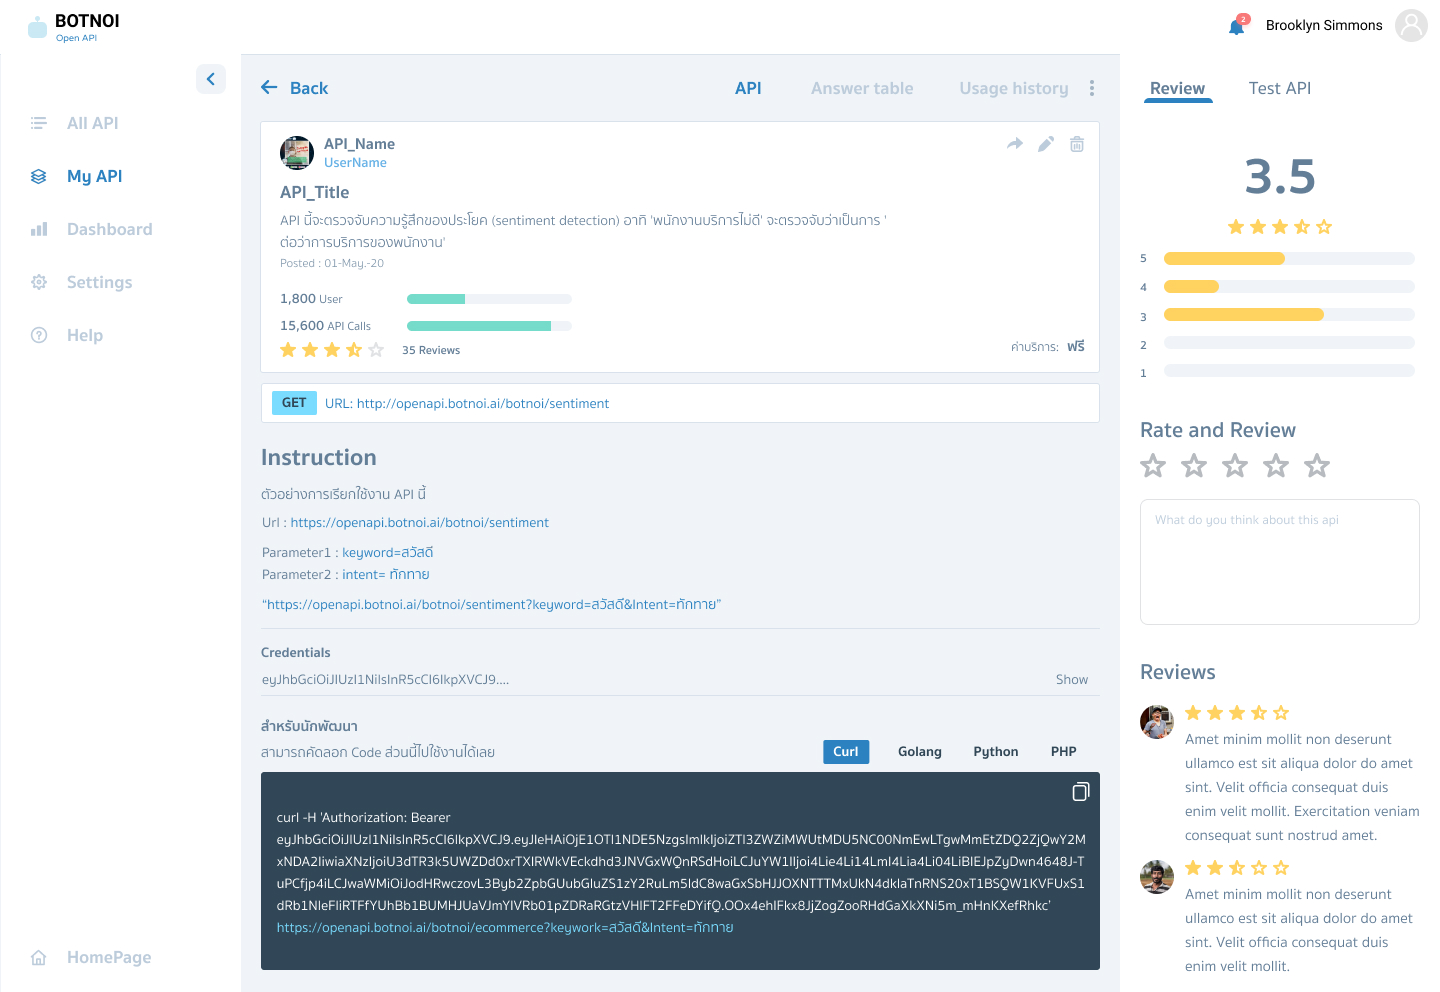 BOTNOI
Open API
2
Brooklyn Simmons
All API
My API
Dashboard
Settings
Help
HomePage
Back
API
Answer table
Usage history
API_Name
UserName
API_Title
API นี้จะตรวจจับความรู้สึกของประโยค (sentiment detection) อาทิ 'พนักงานบริการไม่ดี' จะตรวจจับว่าเป็นการ '
ต่อว่าการบริการของพนักงาน'
Posted : 01-May.-20
1,800 User
15,600 API Calls
35 Reviews
ค่าบริการ: ฟรี
GET
URL: http://openapi.botnoi.ai/botnoi/sentiment
Instruction
ตัวอย่างการเรียกใช้งาน API นี้
Url : https://openapi.botnoi.ai/botnoi/sentiment
Parameter1 : keyword=สวัสดี
Parameter2 : intent= ทักทาย
“https://openapi.botnoi.ai/botnoi/sentiment?keyword=สวัสดี&Intent=ทักทาย”
Credentials
eyJhbGciOiJIUzI1NiIsInR5cCI6IkpXVCJ9....
Show
สำหรับนักพัฒนา
สามารถคัดลอก Code ส่วนนี้ไปใช้งานได้เลย
Curl
Golang
Python
PHP
curl -H 'Authorization: Bearer
eyJhbGciOiJIUzI1NiIsInR5cCI6IkpXVCJ9.eyJleHAiOjE1OTI1NDE5NzgsImlkIjoiZTI3ZWZiMWUtMDU5NC00NmEwLTgwMmEtZDQ2ZjQwY2M
xNDA2IiwiaXNzIjoiU3dTR3k5UWZDd0xrTXlRWkVEckdhd3JNVGxWQnRSdHoiLCJuYW1lIjoi4Lie4Li14LmI4Lia4Li04LiBIEJpZyDwn4648J-T
uPCfjp4iLCJwaWMiOiJodHRwczovL3Byb2ZpbGUubGluZS1zY2RuLm5ldC8waGxSbHJJOXNTTTMxUkN4dklaTnRNS20xT1BSQW1KVFUxS1
dRb1NIeFliRTFfYUhBb1BUMHJUaVJmYlVRb01pZDRaRGtzVHlFT2FFeDYifQ.OOx4ehIFkx8JjZogZooRHdGaXkXNi5m_mHnKXefRhkc'
https://openapi.botnoi.ai/botnoi/ecommerce?keywork=สวัสดี&Intent=ทักทาย
Review
Test API
3.5
5
4
3
2
1
Rate and Review
What do you think about this api
Reviews
Amet minim mollit non deserunt
ullamco est sit aliqua dolor do amet
sint. Velit officia consequat duis
enim velit mollit. Exercitation veniam
consequat sunt nostrud amet.
Amet minim mollit non deserunt
ullamco est sit aliqua dolor do amet
sint. Velit officia consequat duis
enim velit mollit.